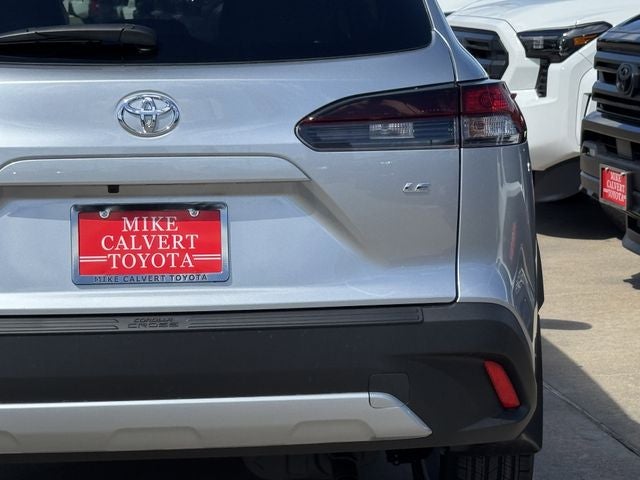 LE
MIKE
CALVERT
TOYOTA
MIKE CALVERT TOYOTA
COROLLA
CROSS
MIKE
CALVERT
TOYOTA